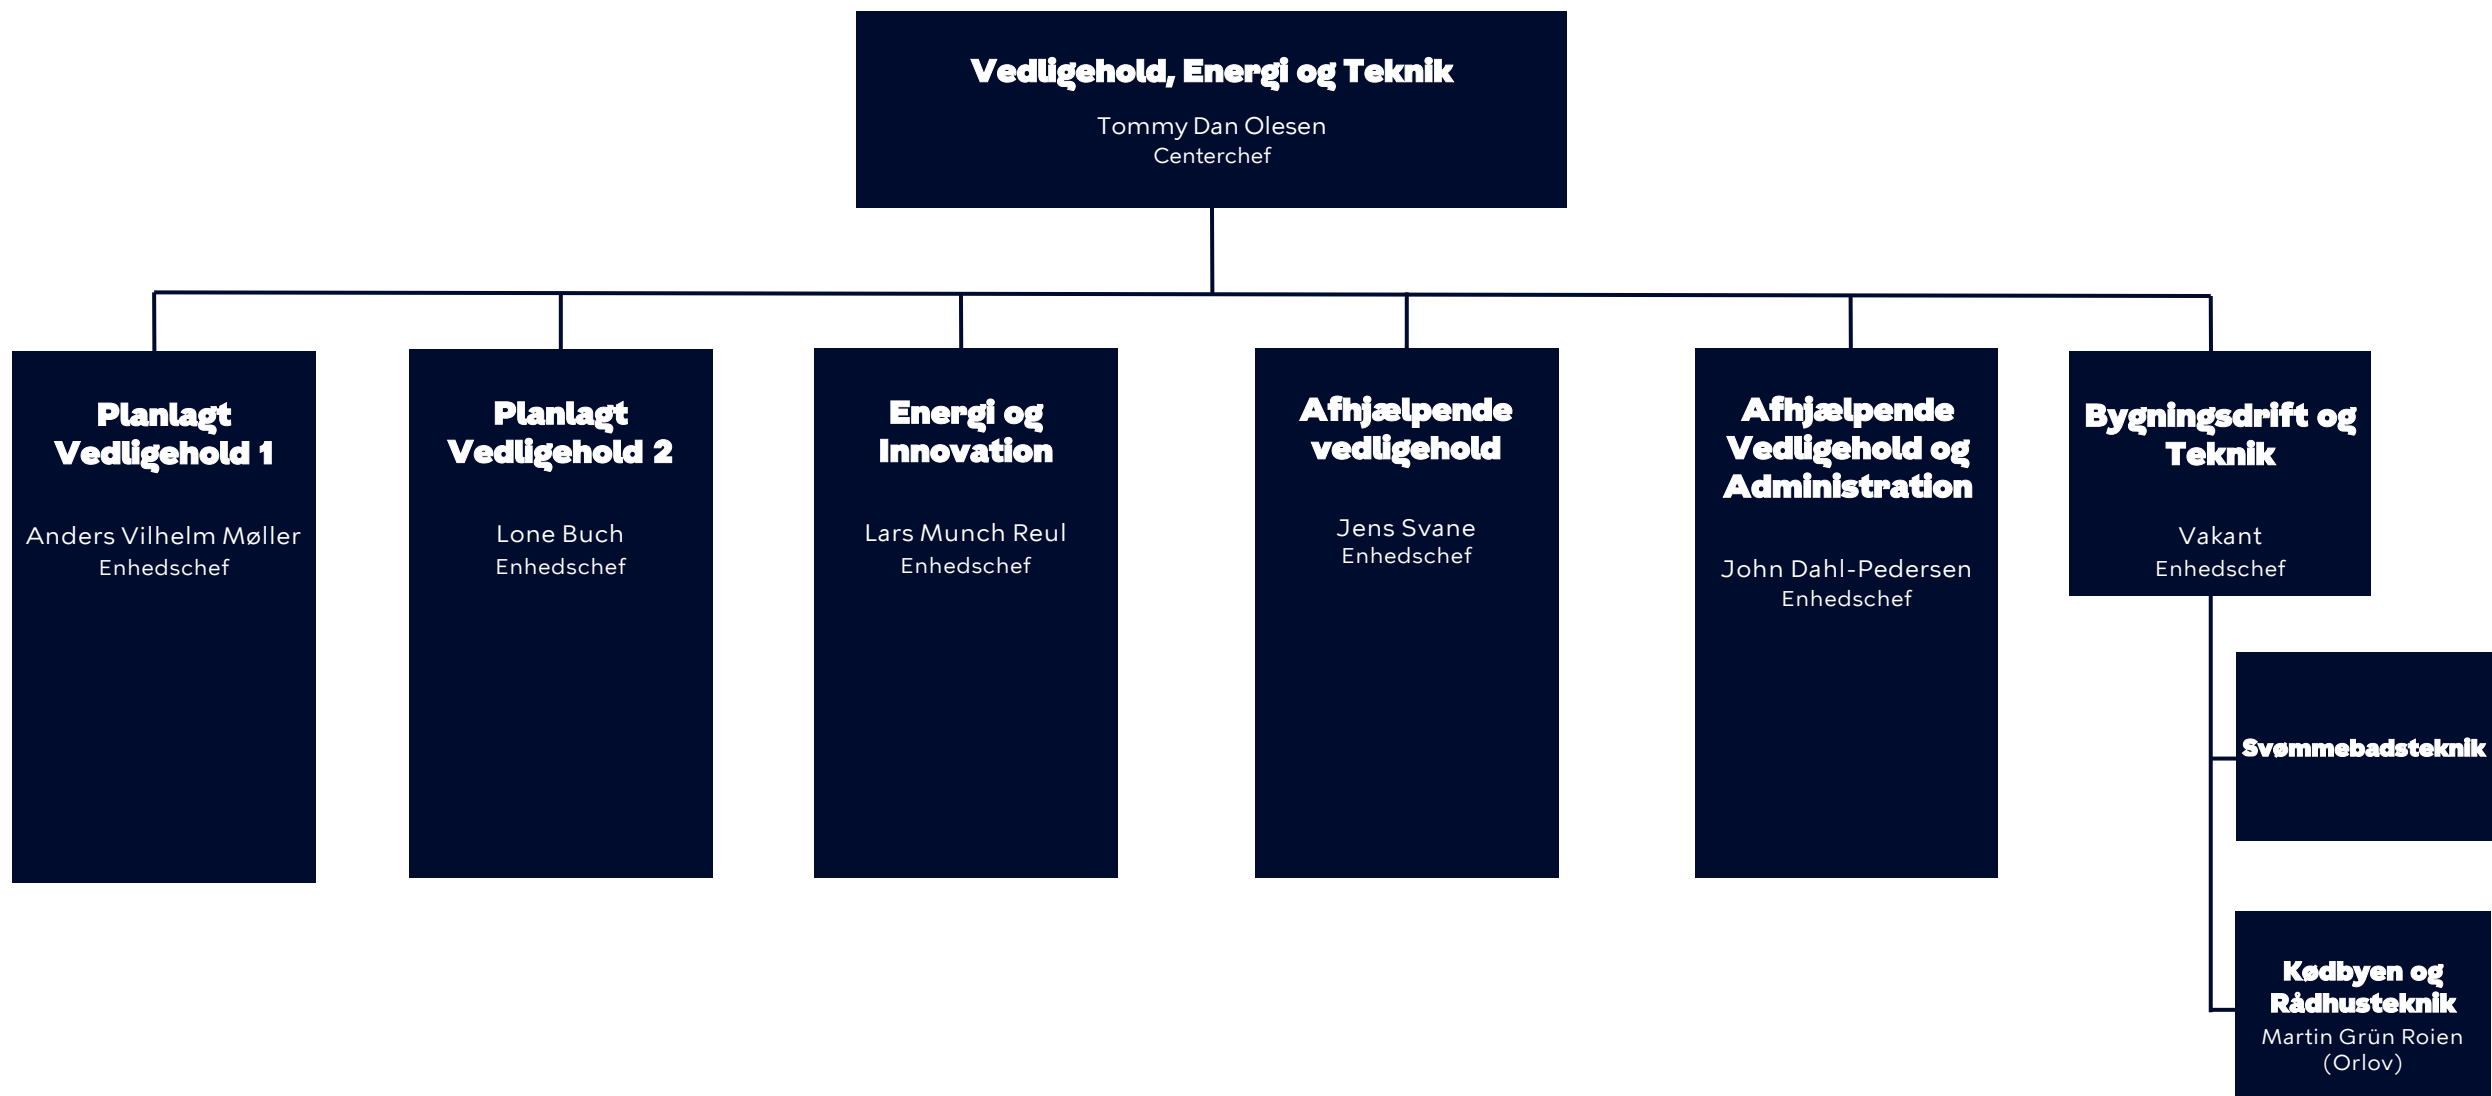 Vedligehold, Energi og Teknik
Tommy Dan Olesen
Centerchef
Planlagt
Vedligehold 1
Anders Vilhelm Møller
Enhedschef
Planlagt
Vedligehold 2
Lone Buch
Enhedschef
Energi og
Innovation
Lars Munch Reul
Enhedschef
Afhjælpende
vedligehold
Jens Svane
Enhedschef
Afhjælpende
Vedligehold og
Administration
John Dahl-Pedersen
Enhedschef
Bygningsdrift og
Teknik
Vakant
Enhedschef
Svømmebadsteknik
Kødbyen og
Rådhusteknik
Martin Grün Roien
(Orlov)